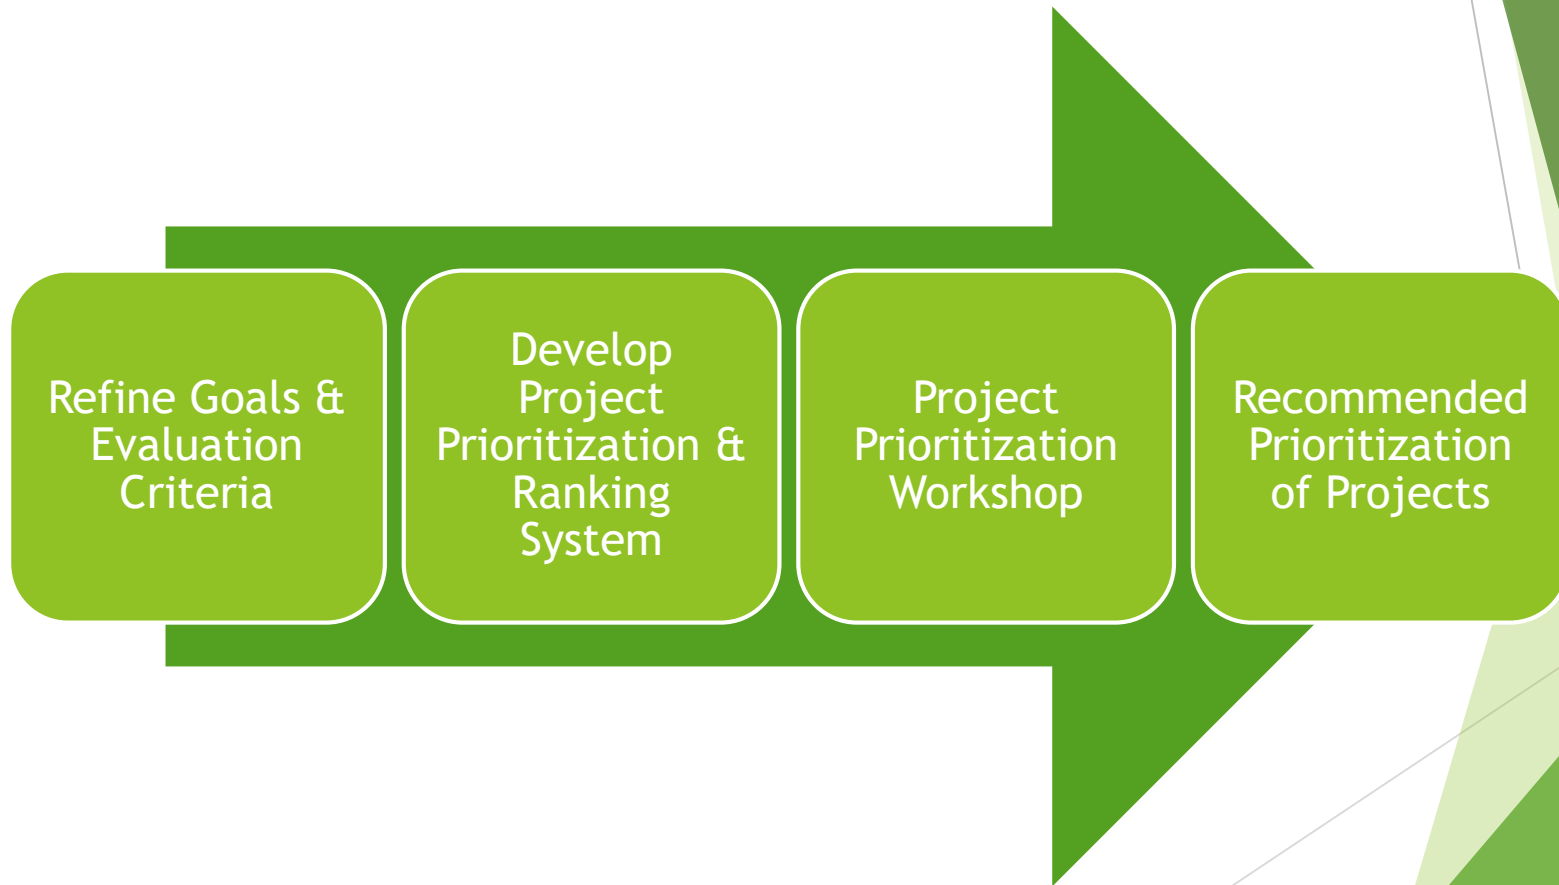 Refine Goals &
Evaluation
Criteria
Develop
Project
Prioritization &
Ranking
System
Project
Prioritization
Workshop
Recommended
Prioritization
of Projects